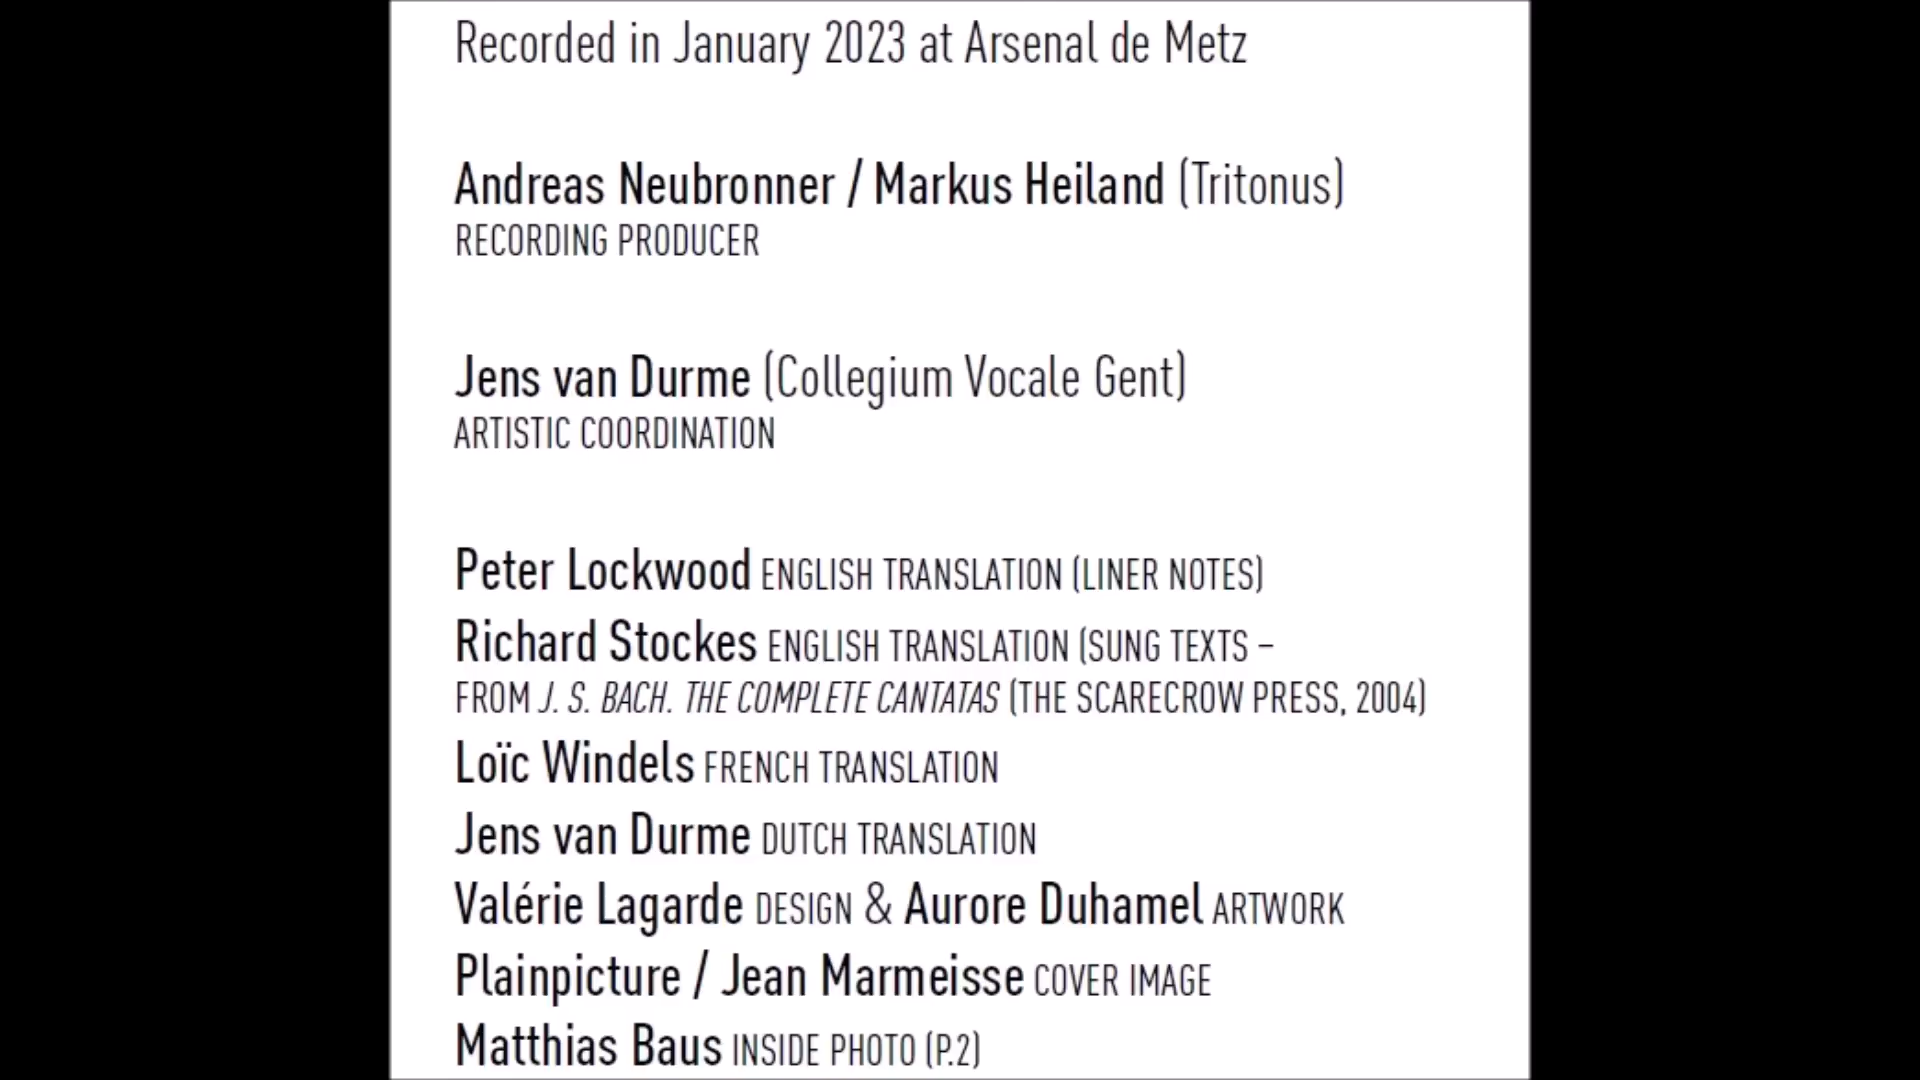 Recorded in January 2023 at Arsenal de Metz
Andreas Neubronner / Markus Heiland (Tritonus)
RECORDING PRODUCER
Jens van Durme (Collegium Vocale Gent)
ARTISTIC COORDINATION
Peter Lockwood ENGLISH TRANSLATION (LINER NOTES)
Richard Stockes ENGLISH TRANSLATION (SUNG TEXTS –
FROM J. S. BACH. THE COMPLETE CANTATAS (THE SCARECROW PRESS, 2004)
Loïc Windels FRENCH TRANSLATION
Jens van Durme DUTCH TRANSLATION
Valérie Lagarde DESIGN & Aurore Duhamel ARTWORK
Plainpicture / Jean Marmeisse COVER IMAGE
Matthias Baus INSIDE PHOTO (P.2)